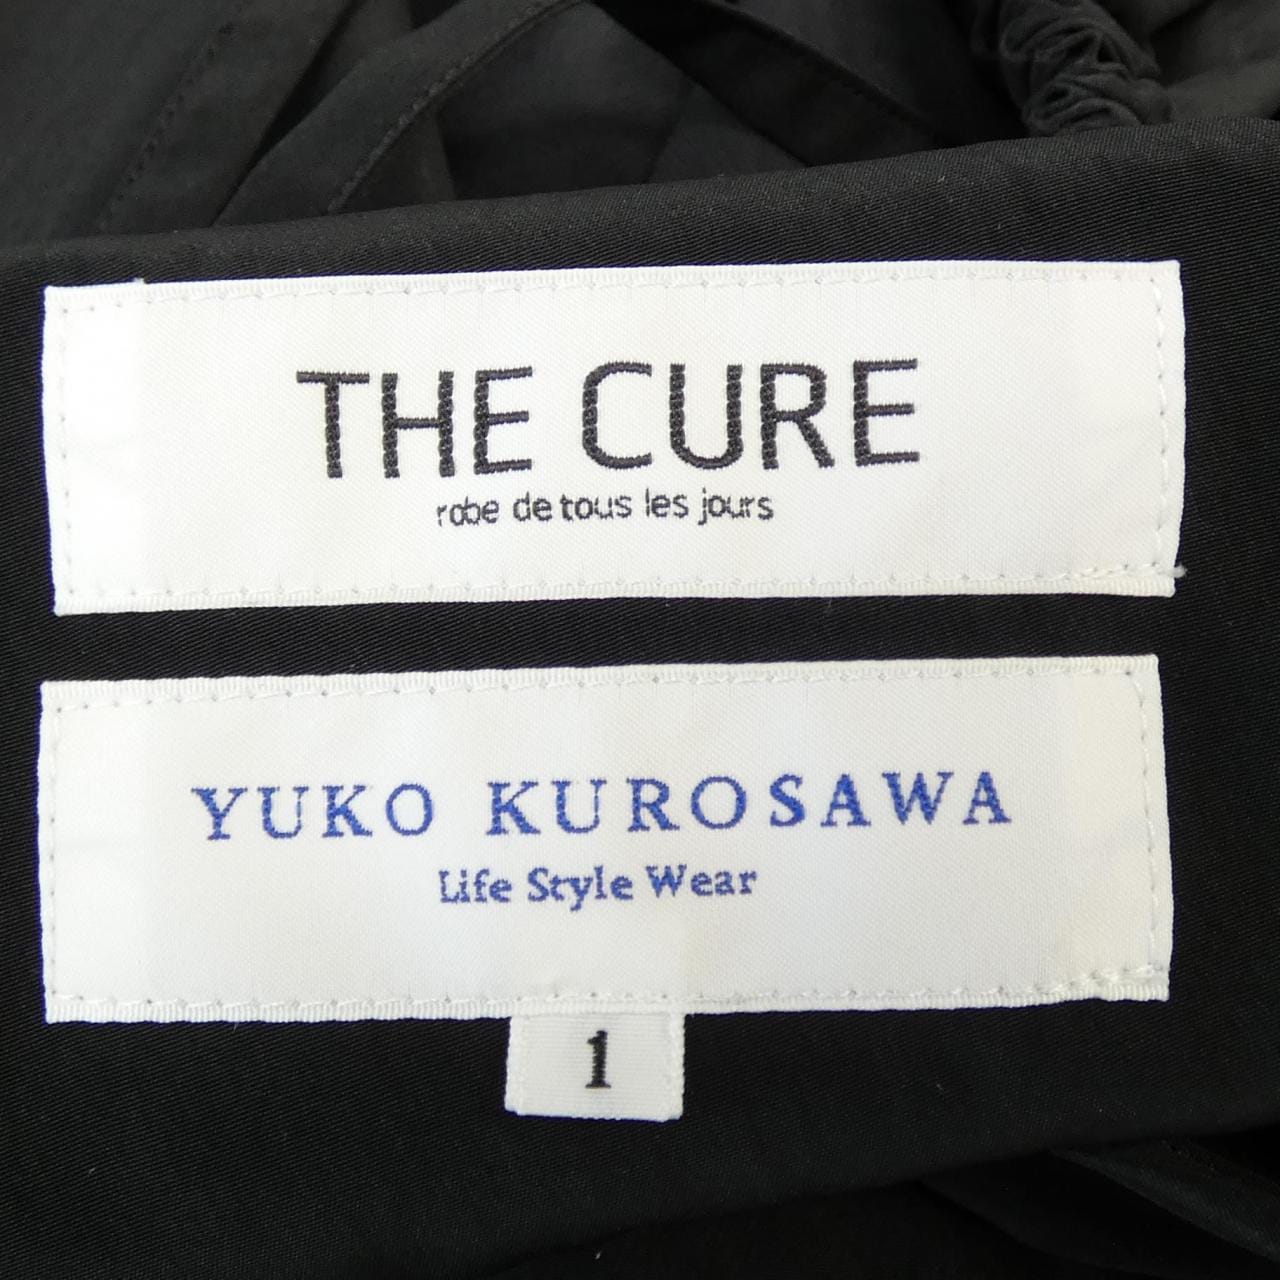 THE CURE
robe de tous les jours
YUKO KUROSAWA
Life Style Wear
1